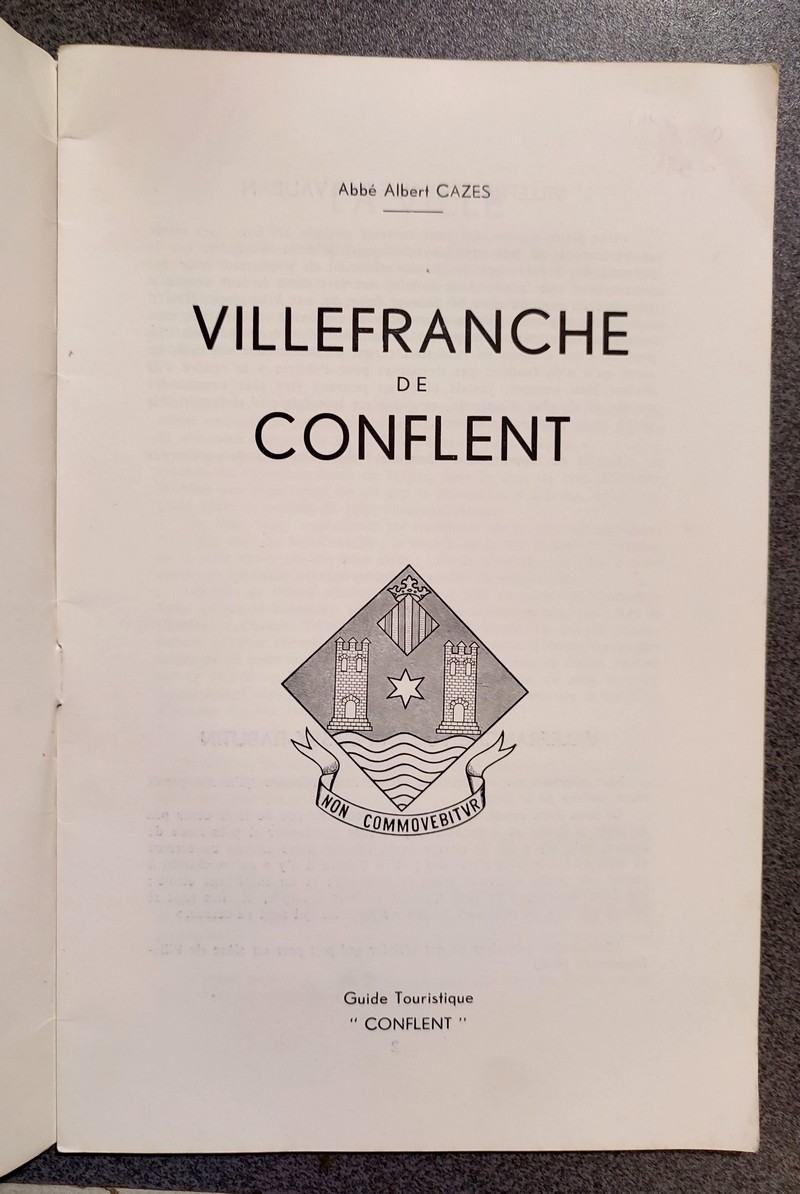 Abbé Albert CAZES
VILLEFRANCHE
DE
CONFLENT
NON COMMOVEBITVR
Guide Touristique
" CONFLENT "